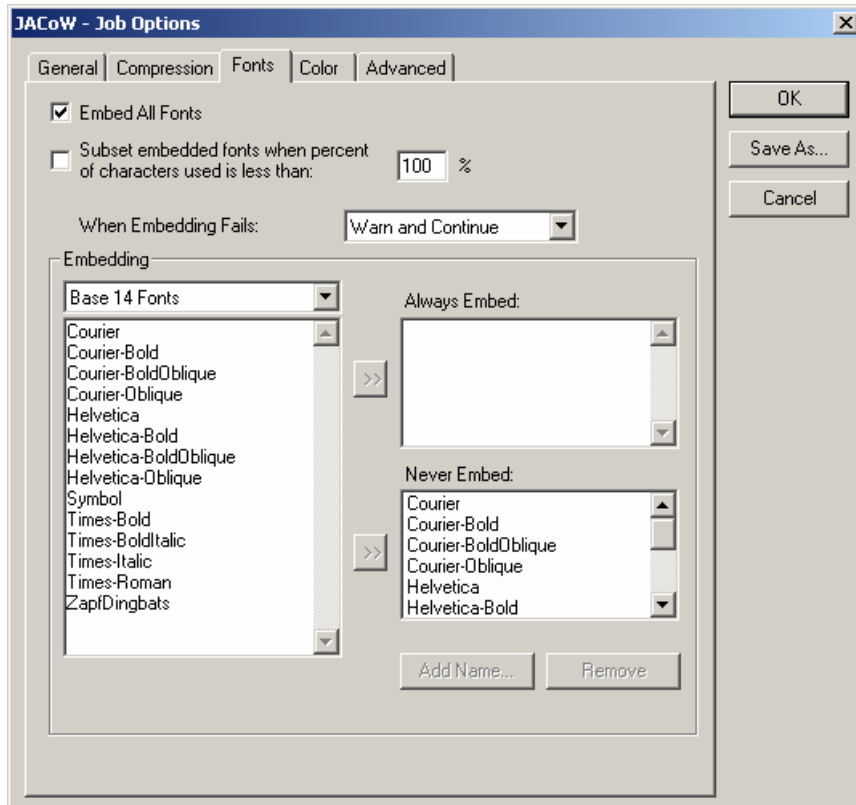 JACoW - Job Options
General Compression Fonts Color Advanced
OK
Save As...
Cancel
Embed All Fonts
Subset embedded fonts when percent
of characters used is less than:
100 %
When Embedding Fails: Warn and Continue
Embedding
Base 14 Fonts
Courier
Courier-Bold
Courier-BoldOblique
Courier-Oblique
Helvetica
Helvetica-Bold
Helvetica-BoldOblique
Helvetica-Oblique
Symbol
Times-Bold
Times-BoldItalic
Times-Italic
Times-Roman
ZapfDingbats
>>
>>
Always Embed:
Never Embed:
Courier
Courier-Bold
Courier-BoldOblique
Courier-Oblique
Helvetica
Helvetica-Bold
Add Name... Remove